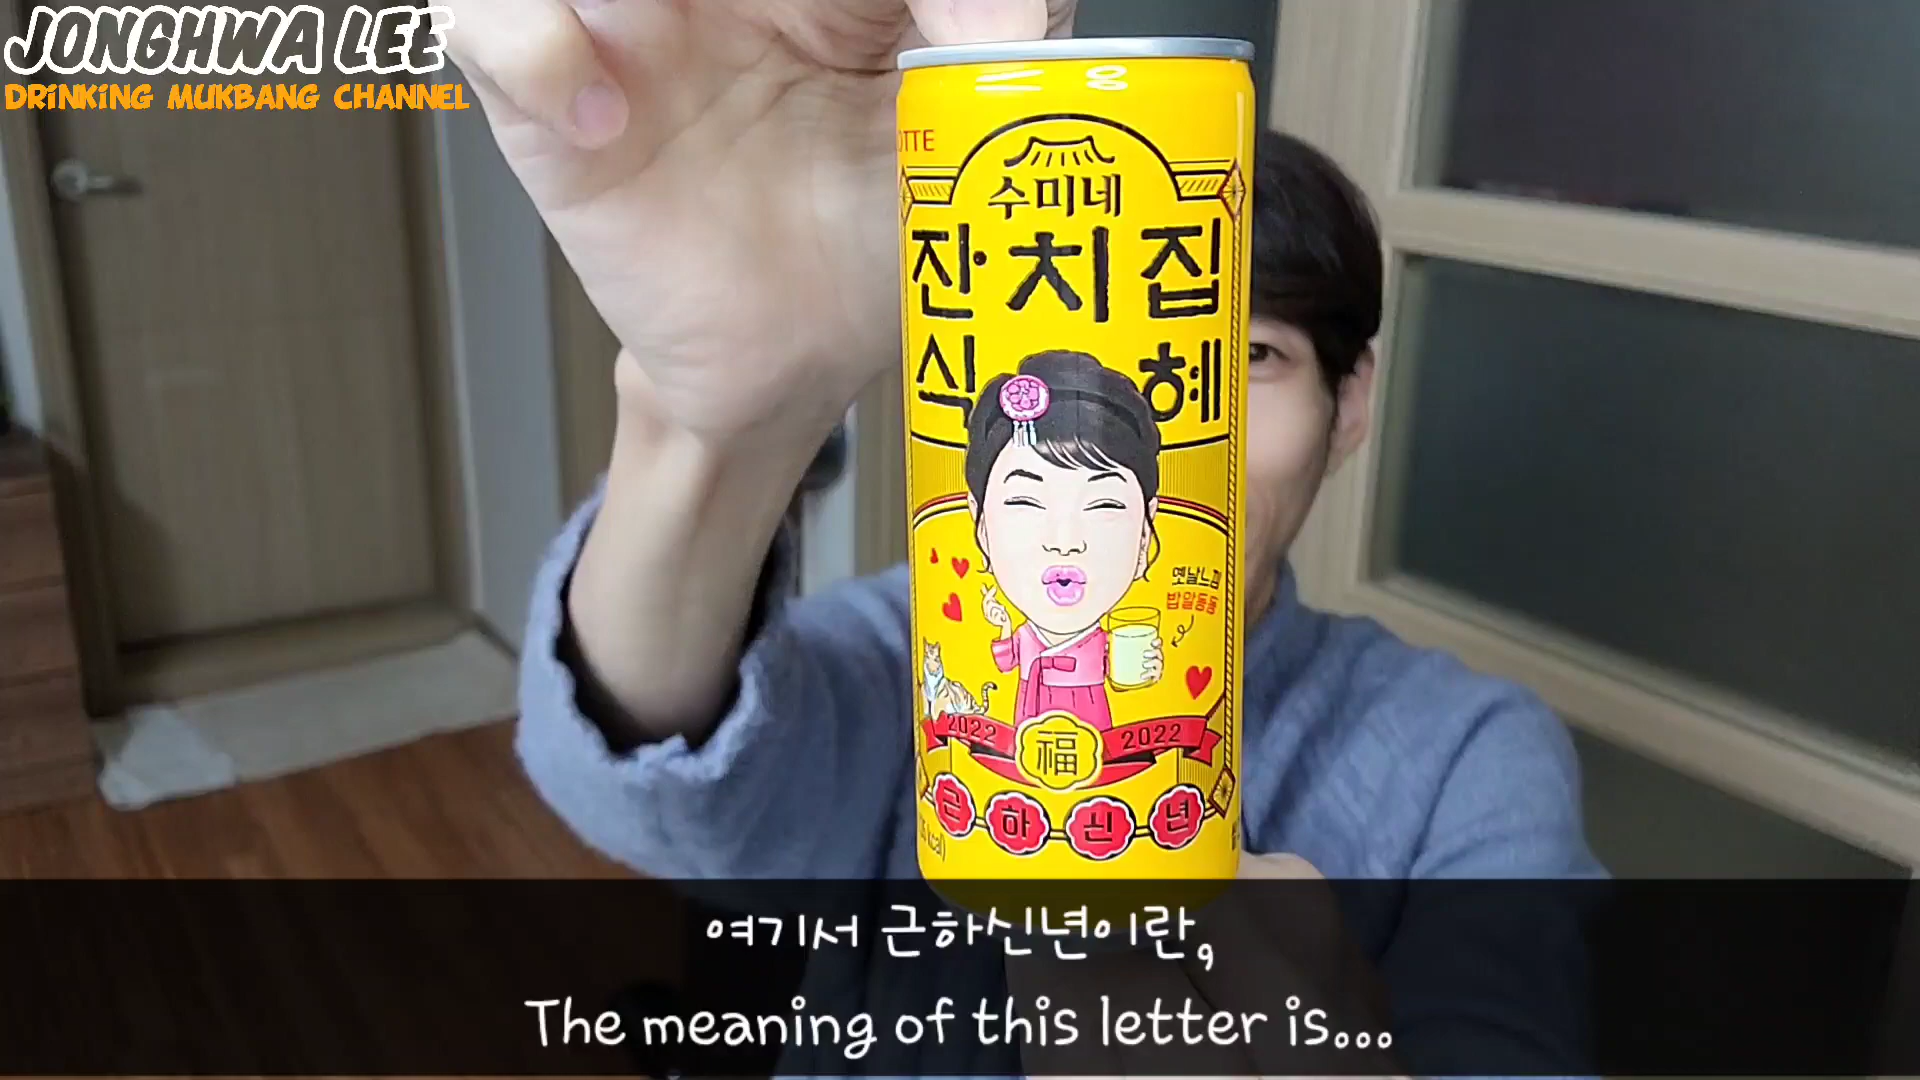 JONGHWA LEE
DRINKING MUKBANG CHANNEL
수미네
잔치집
식혜
옛날느낌
밥알동동
2022 福 2022
근하신년
kcal)
여기서 근하신년이란,
The meaning of this letter is...